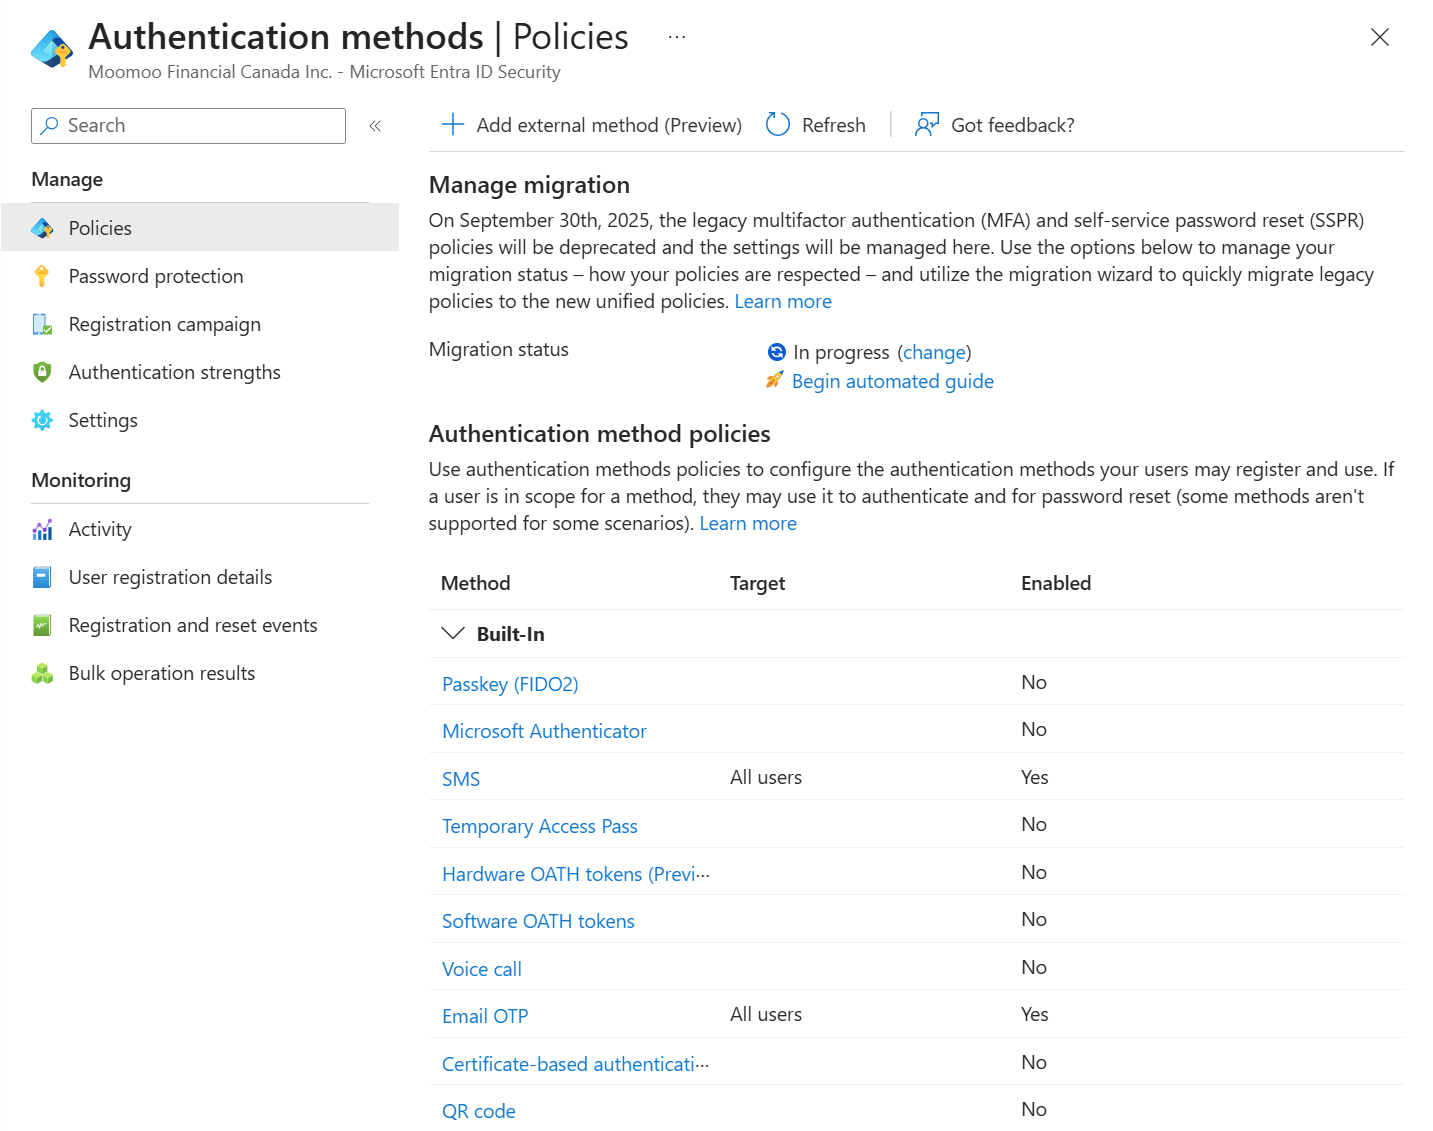 Authentication methods | Policies ...
Moomoo Financial Canada Inc. - Microsoft Entra ID Security
Search
Manage
Policies
Password protection
Registration campaign
Authentication strengths
Settings
Monitoring
Activity
User registration details
Registration and reset events
Bulk operation results
Add external method (Preview) Refresh Got feedback?
Manage migration
On September 30th, 2025, the legacy multifactor authentication (MFA) and self-service password reset (SSPR)
policies will be deprecated and the settings will be managed here. Use the options below to manage your
migration status – how your policies are respected – and utilize the migration wizard to quickly migrate legacy
policies to the new unified policies. Learn more
Migration status In progress (change)
Begin automated guide
Authentication method policies
Use authentication methods policies to configure the authentication methods your users may register and use. If
a user is in scope for a method, they may use it to authenticate and for password reset (some methods aren't
supported for some scenarios). Learn more
Method Target Enabled
Built-In
Passkey (FIDO2) No
Microsoft Authenticator No
SMS All users Yes
Temporary Access Pass No
Hardware OATH tokens (Previ... No
Software OATH tokens No
Voice call No
Email OTP All users Yes
Certificate-based authenticati... No
QR code No